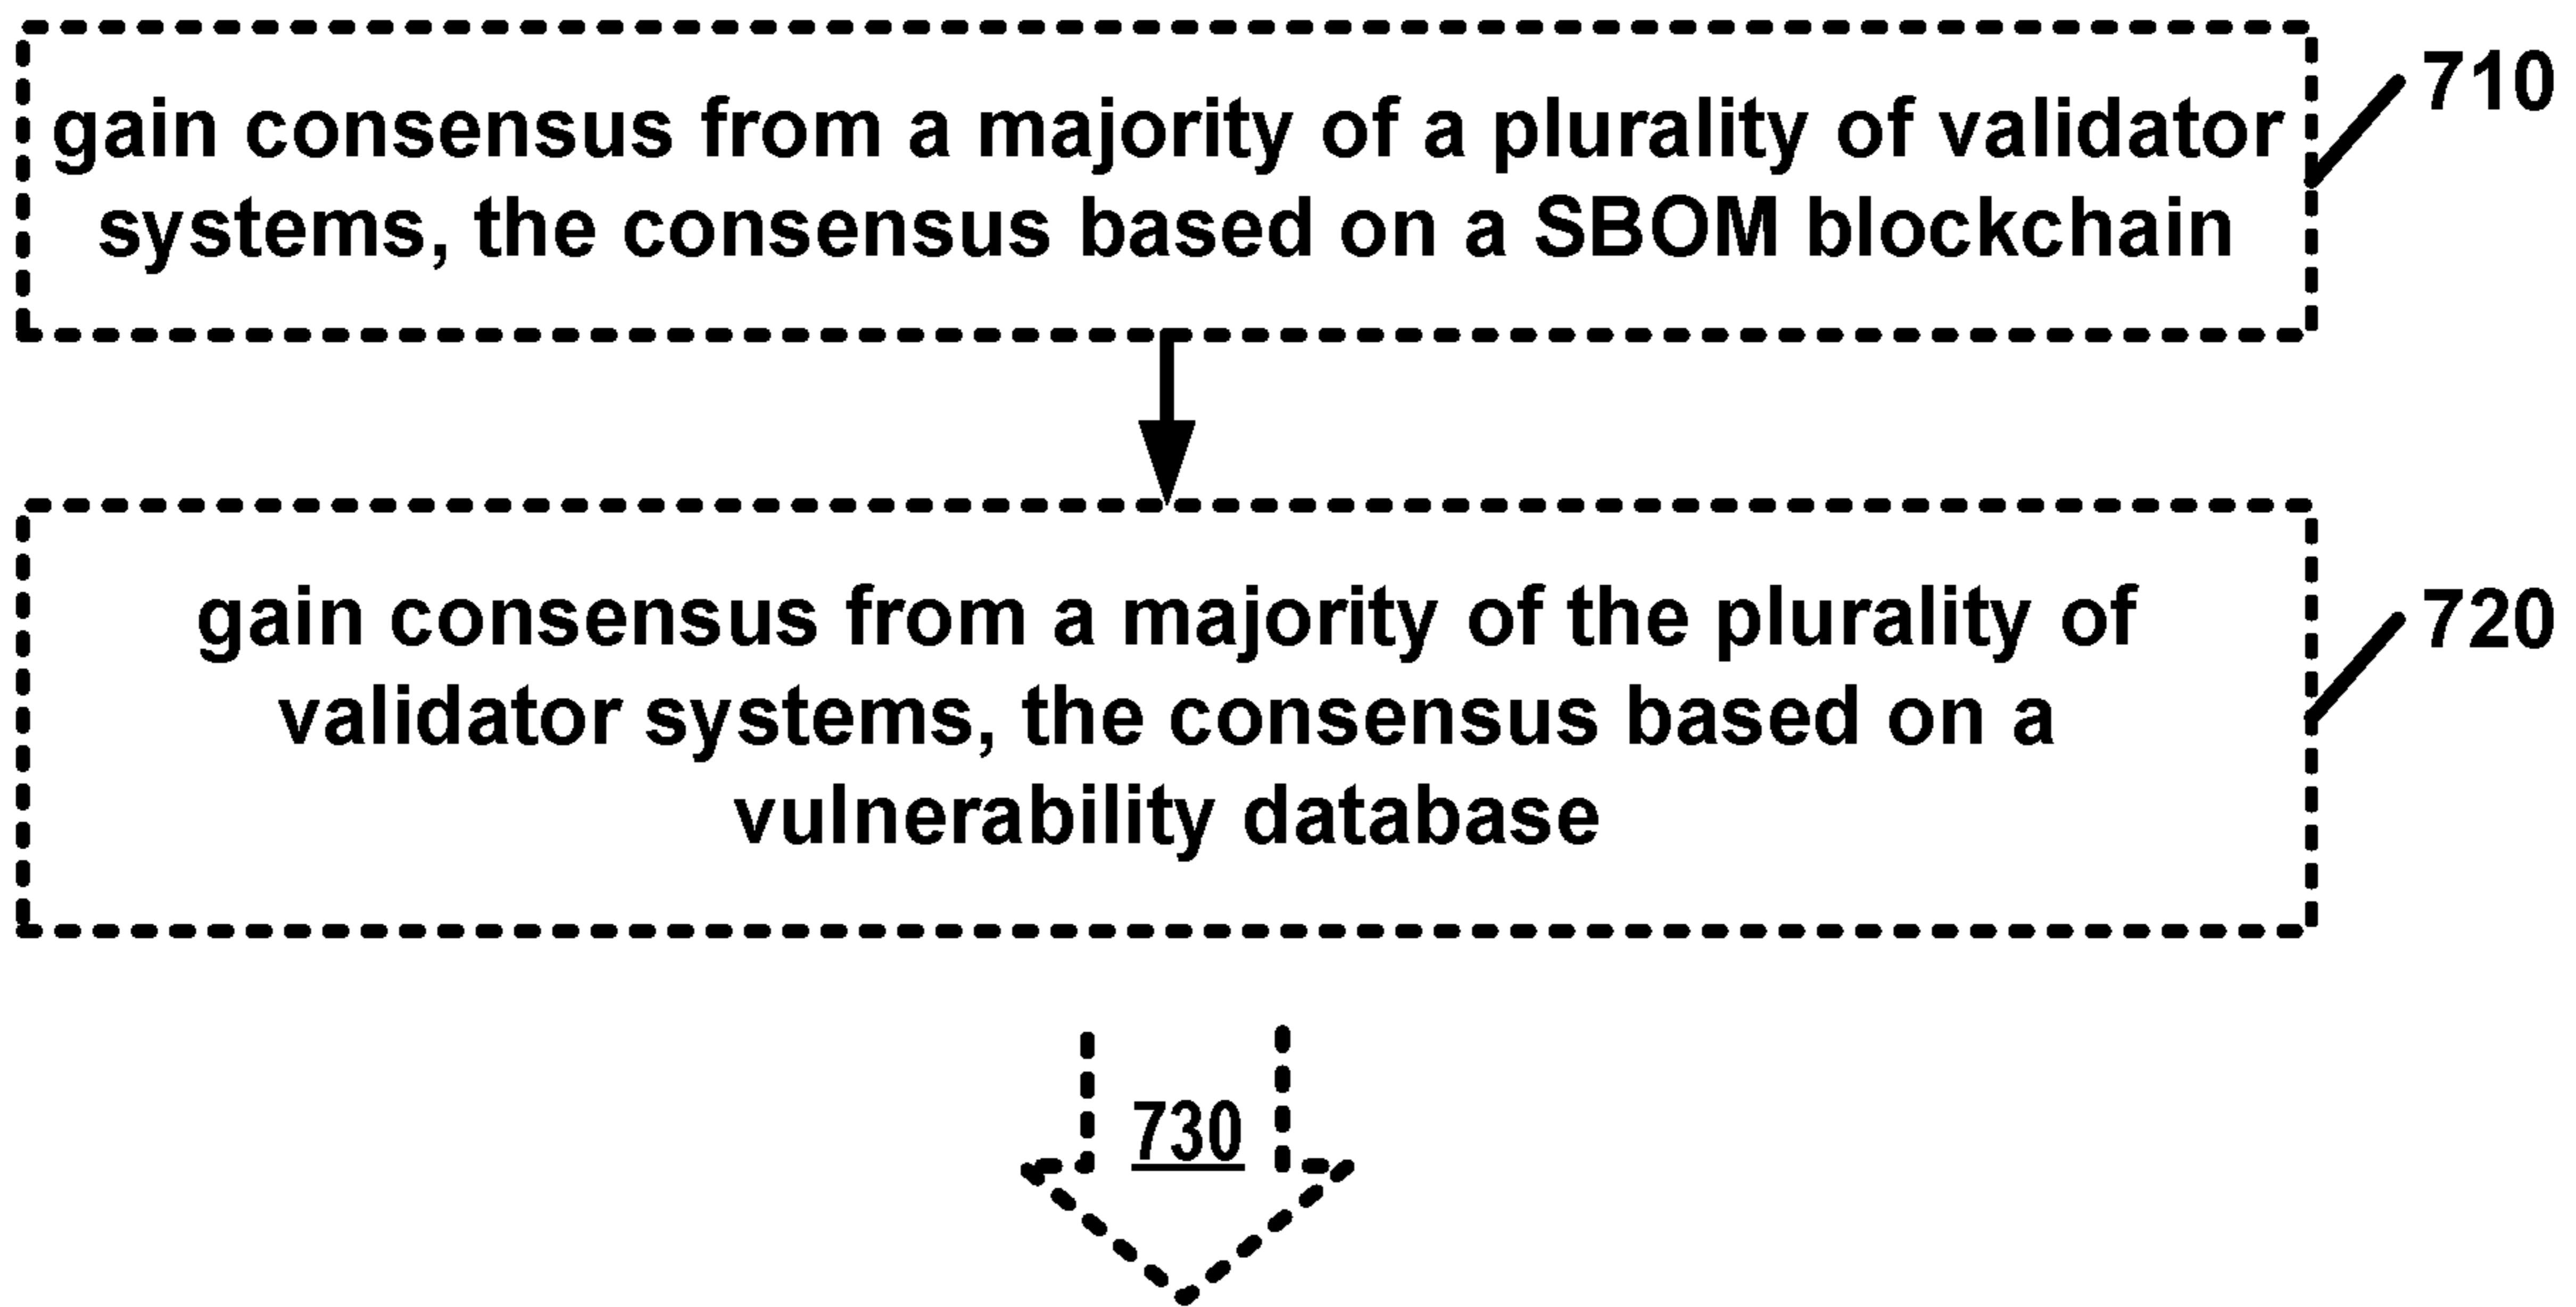 gain consensus from a majority of a plurality of validator
systems, the consensus based on a SBOM blockchain
710
gain consensus from a majority of the plurality of
validator systems, the consensus based on a
vulnerability database
720
730